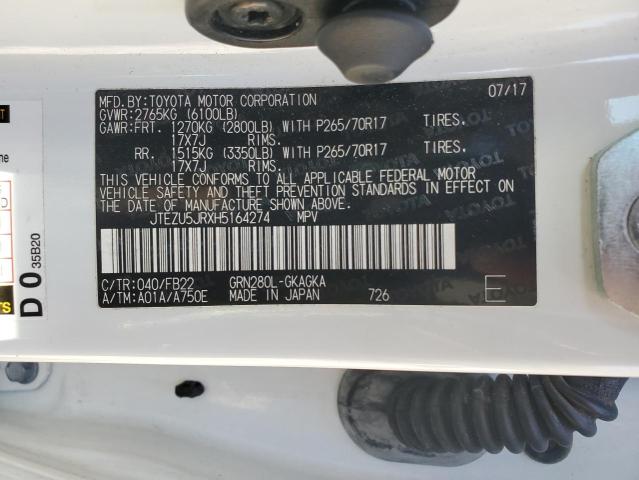 MFD.BY:TOYOTA MOTOR CORPORATION 07/17
GVWR:2765KG (6100LB)
GAWR:FRT. 1270KG (2800LB) WITH P265/70R17 TIRES.
17X7J RIMS.
RR. 1515KG (3350LB) WITH P265/70R17 TIRES.
17X7J RIMS.
THIS VEHICLE CONFORMS TO ALL APPLICABLE FEDERAL MOTOR
VEHICLE SAFETY AND THEFT PREVENTION STANDARDS IN EFFECT ON
THE DATE OF MANUFACTURE SHOWN ABOVE.
JTEZU5JRXH5164274 MPV
C/TR:040/FB22 GRN280L-GKAGKA
A/TM:A01A/A750E MADE IN JAPAN 726 E
D 0 35B20